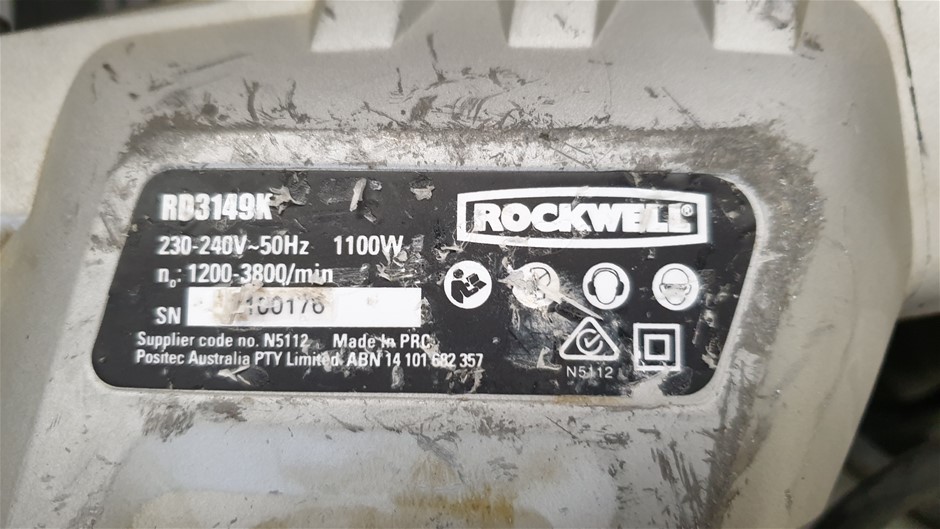 RD3149K
ROCKWELL
230-240V~50Hz 1100W
n₀: 1200-3800/min
SN 100176
Supplier code no. N5112 Made In PRC
Positec Australia PTY Limited. ABN 14 101 682 357
N5112